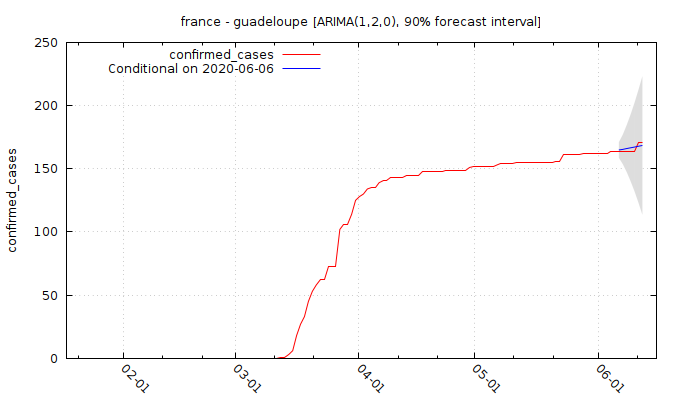 france - guadeloupe [ARIMA(1,2,0), 90% forecast interval]
confirmed_cases
Conditional on 2020-06-06
250
200
150
100
50
0
confirmed_cases
02-01
03-01
04-01
05-01
06-01